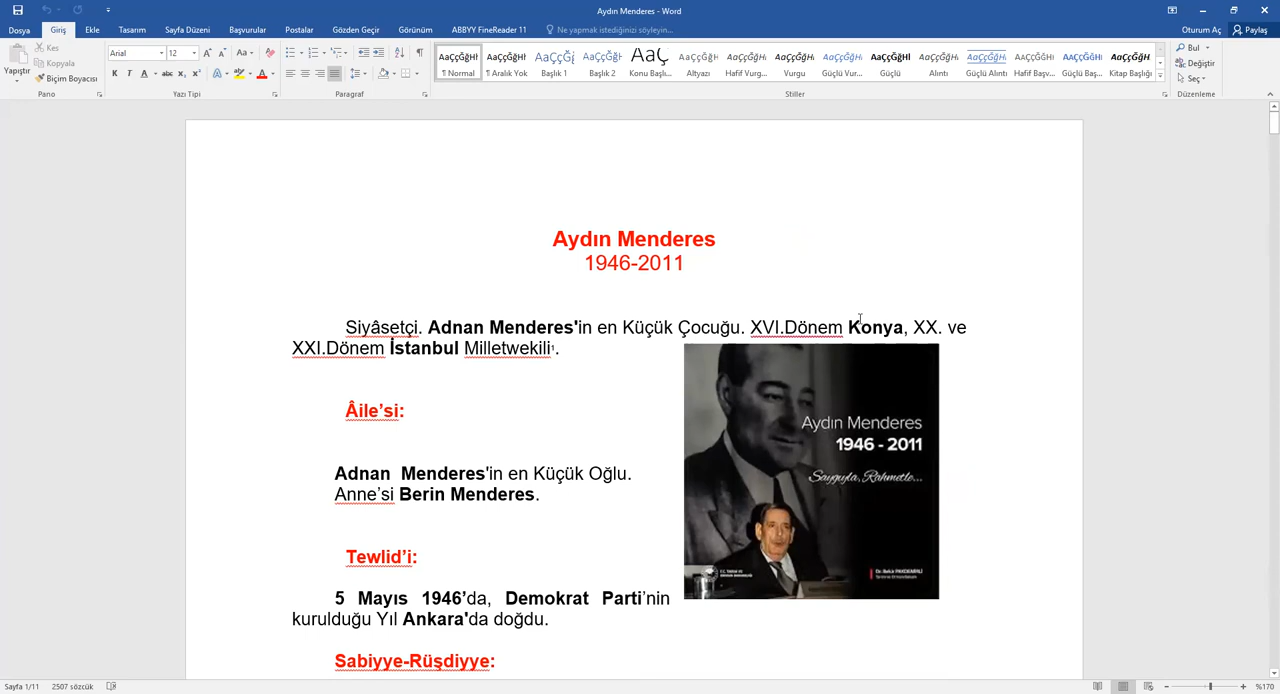 Aydın Menderes - Word
Dosya Giriş Ekle Tasarım Sayfa Düzeni Başvurular Postalar Gözden Geçir Görünüm ABBYY FineReader 11 Ne yapmak istediğinizi söyleyin... Oturum Aç Paylaş
Yapıştır
Kes
Kopyala
Biçim Boyacısı
Pano
Arial 12
Yazı Tipi
Paragraf
¶ Normal ¶ Aralık Yok Başlık 1 Başlık 2 Konu Başlı... Altyazı Hafif Vurg... Vurgu Güçlü Vur... Güçlü Alıntı Güçlü Alıntı Hafif Başv... Güçlü Baş... Kitap Başlığı
Stiller
Bul
Değiştir
Seç
Düzenleme
Aydın Menderes
1946-2011
Siyâsetçi. Adnan Menderes'in en Küçük Çocuğu. XVI.Dönem Konya, XX. ve
XXI.Dönem İstanbul Milletwekili.
Âile’si:
Adnan Menderes'in en Küçük Oğlu.
Anne’si Berin Menderes.
Tewlid’i:
5 Mayıs 1946’da, Demokrat Parti’nin
kurulduğu Yıl Ankara'da doğdu.
Sabiyye-Rüşdiyye:
Aydın Menderes
1946 - 2011
Saygıyla, Rahmetle...
Dr. Bekir PAKDEMİRLİ
Sayfa 1/11 2507 sözcük %170